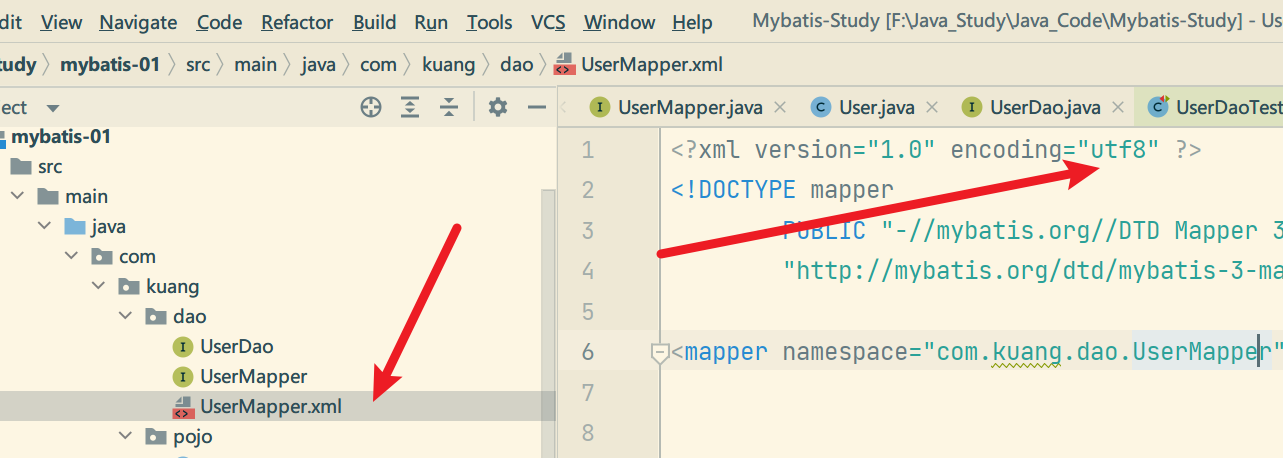 dit View Navigate Code Refactor Build Run Tools VCS Window Help Mybatis-Study [F:\Java_Study\Java_Code\Mybatis-Study] - Us
tudy mybatis-01 src main java com kuang dao UserMapper.xml
ect
UserMapper.java User.java UserDao.java UserDaoTest
mybatis-01
src
main
java
com
kuang
dao
UserDao
UserMapper
UserMapper.xml
pojo
1 <?xml version="1.0" encoding="utf8" ?>
2 <!DOCTYPE mapper
3 PUBLIC "-//mybatis.org//DTD Mapper 3
4 "http://mybatis.org/dtd/mybatis-3-ma
5
6 <mapper namespace="com.kuang.dao.UserMapper"
7
8